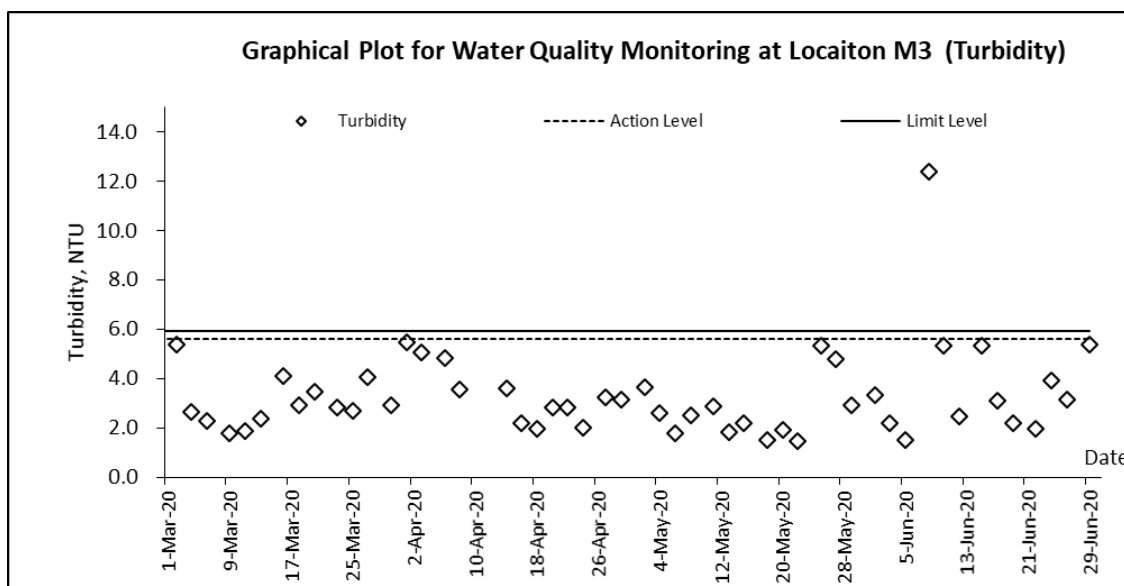 Graphical Plot for Water Quality Monitoring at Locaiton M3 (Turbidity)
Turbidity
Action Level
Limit Level
Turbidity, NTU
14.0
12.0
10.0
8.0
6.0
4.0
2.0
0.0
Date
1-Mar-20
9-Mar-20
17-Mar-20
25-Mar-20
2-Apr-20
10-Apr-20
18-Apr-20
26-Apr-20
4-May-20
12-May-20
20-May-20
28-May-20
5-Jun-20
13-Jun-20
21-Jun-20
29-Jun-20